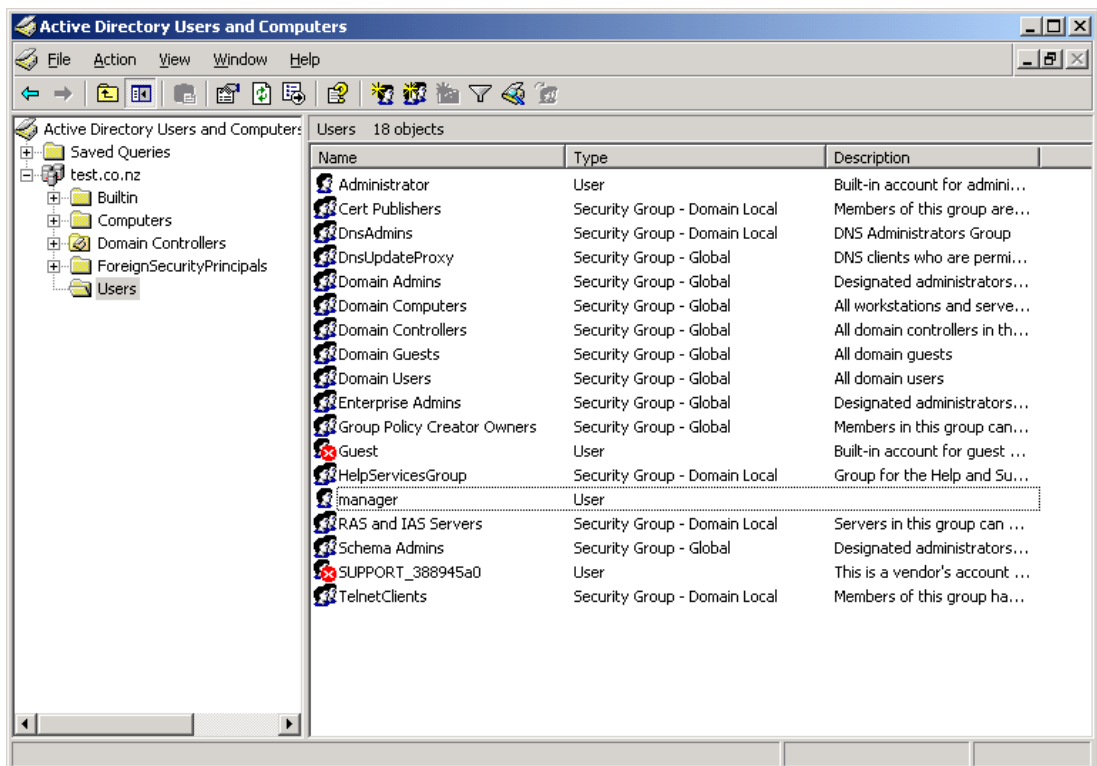 Active Directory Users and Computers
File Action View Window Help
Active Directory Users and Computers
Saved Queries
test.co.nz
Builtin
Computers
Domain Controllers
ForeignSecurityPrincipals
Users
Users 18 objects
Name Type Description
Administrator User Built-in account for admini...
Cert Publishers Security Group - Domain Local Members of this group are...
DnsAdmins Security Group - Domain Local DNS Administrators Group
DnsUpdateProxy Security Group - Global DNS clients who are permi...
Domain Admins Security Group - Global Designated administrators...
Domain Computers Security Group - Global All workstations and serve...
Domain Controllers Security Group - Global All domain controllers in th...
Domain Guests Security Group - Global All domain guests
Domain Users Security Group - Global All domain users
Enterprise Admins Security Group - Global Designated administrators...
Group Policy Creator Owners Security Group - Global Members in this group can...
Guest User Built-in account for guest ...
HelpServicesGroup Security Group - Domain Local Group for the Help and Su...
manager User
RAS and IAS Servers Security Group - Domain Local Servers in this group can ...
Schema Admins Security Group - Global Designated administrators...
SUPPORT_388945a0 User This is a vendor's account ...
TelnetClients Security Group - Domain Local Members of this group ha...